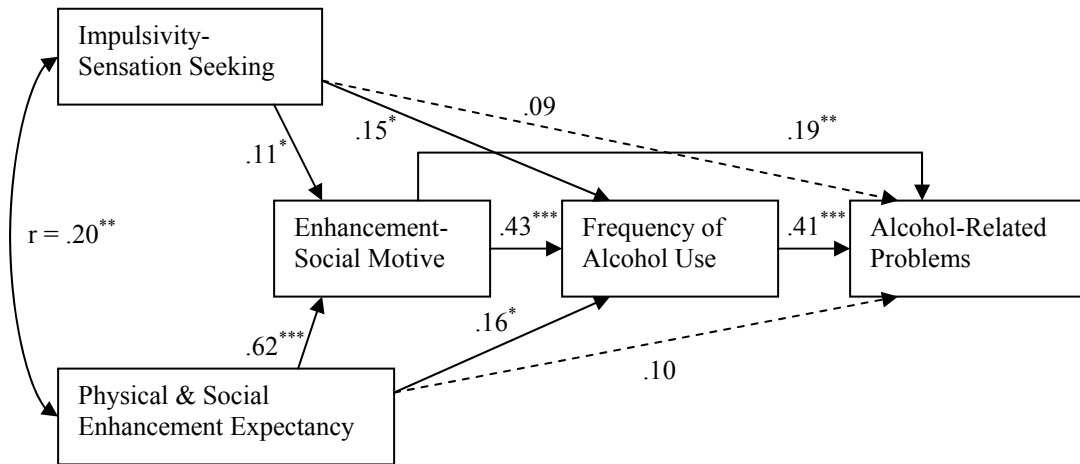 Impulsivity-
Sensation Seeking
.09
.15*
.19**
.11*
r = .20**
Enhancement-
Social Motive
.43***
Frequency of
Alcohol Use
.41***
Alcohol-Related
Problems
.62***
.16*
.10
Physical & Social
Enhancement Expectancy